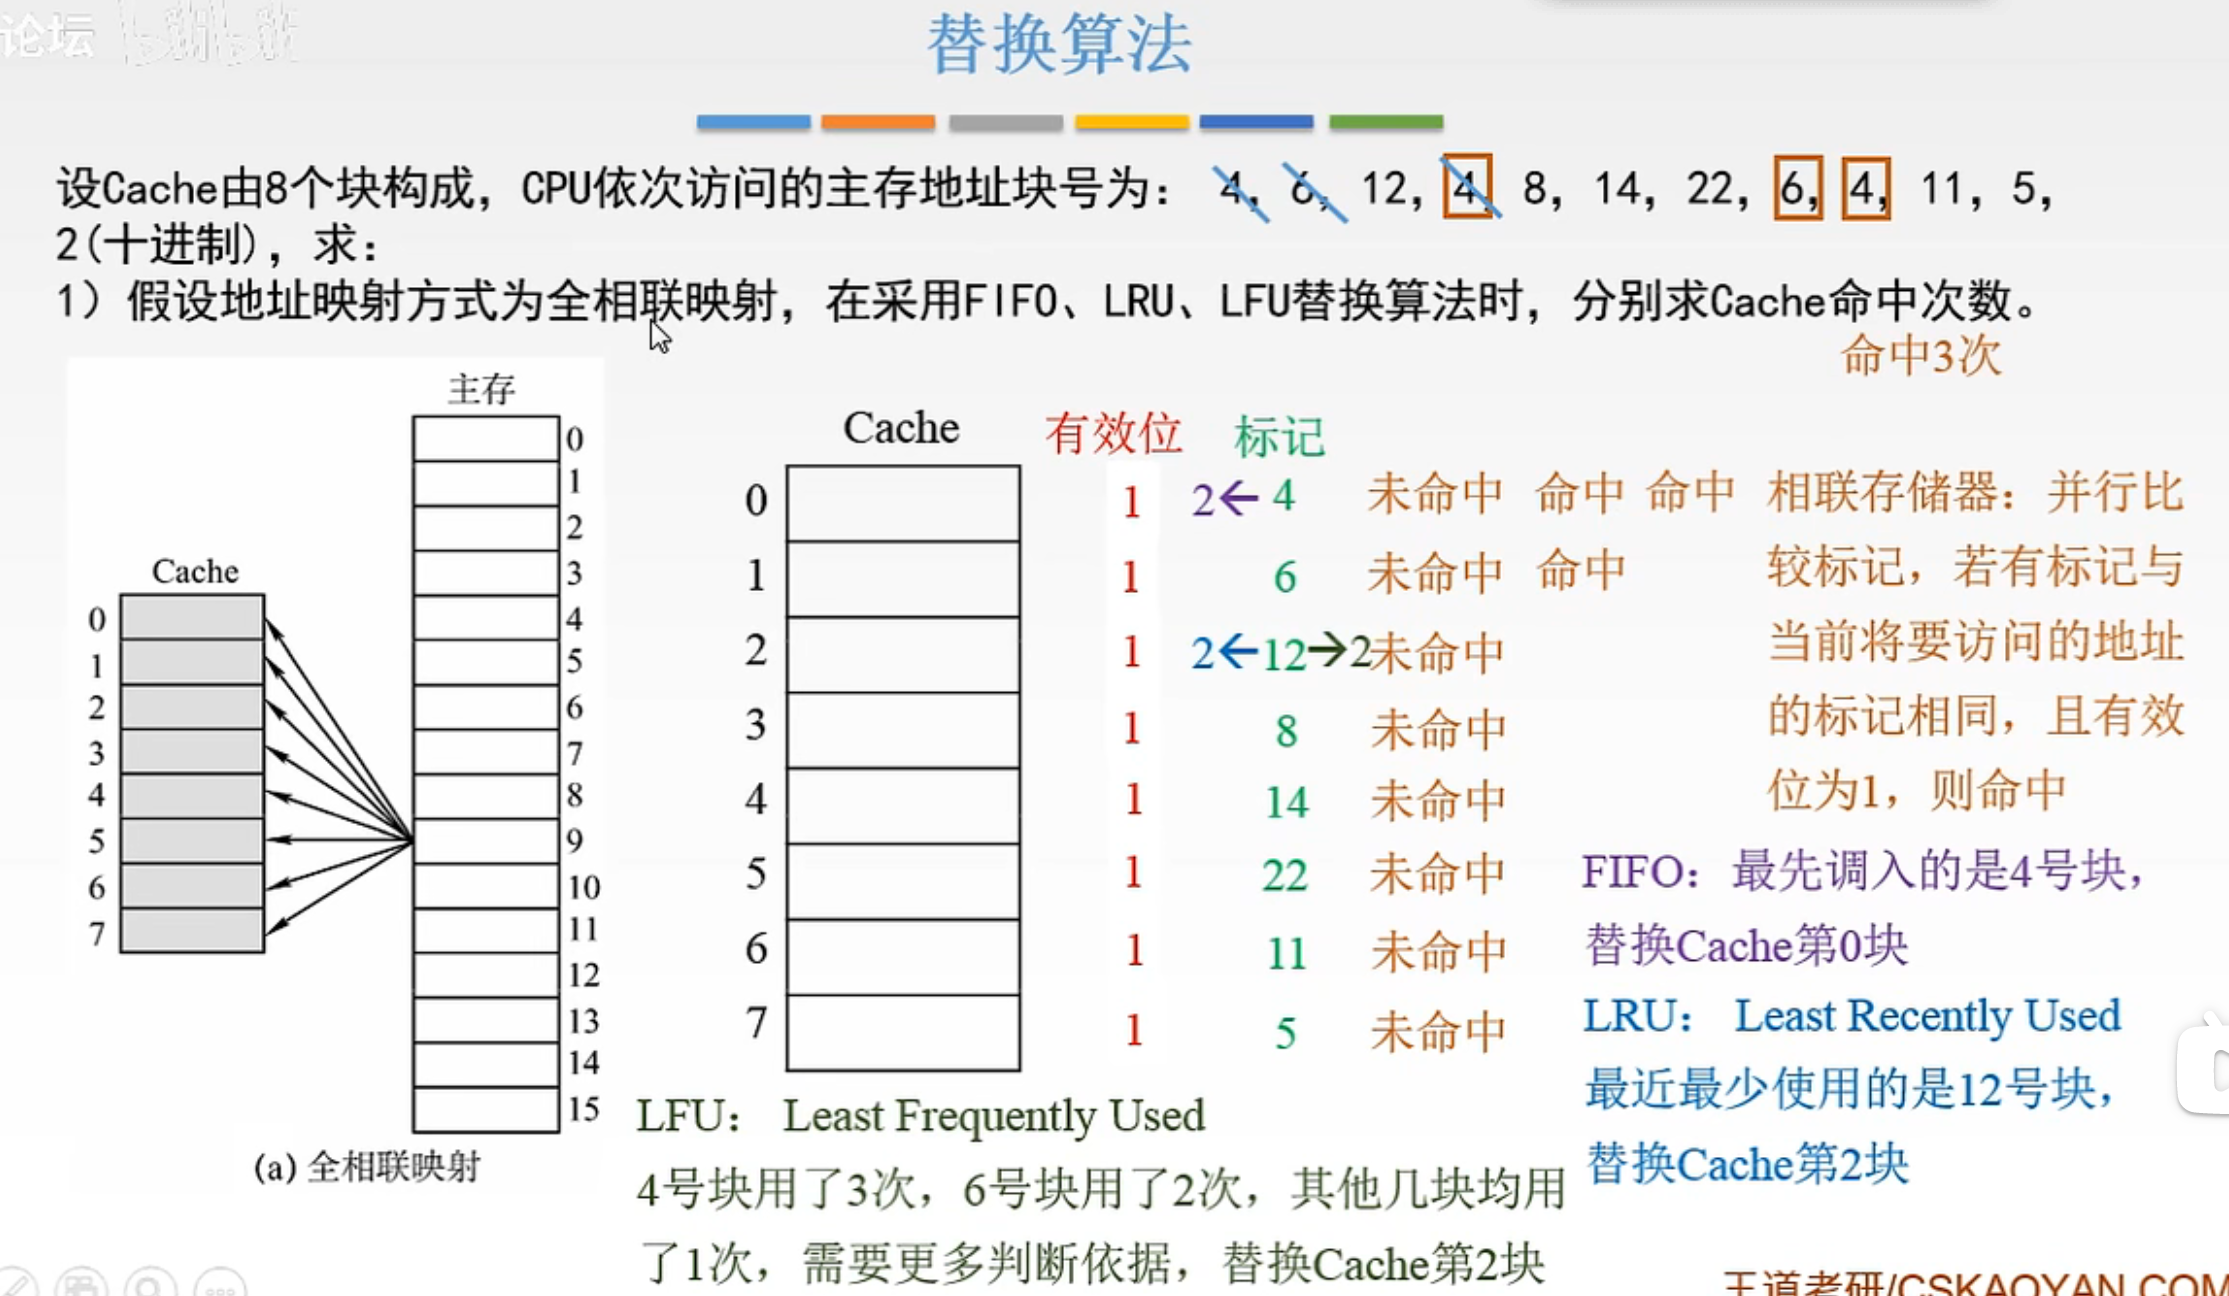 论坛 bilibili
替换算法
设Cache由8个块构成，CPU依次访问的主存地址块号为： 4, 6, 12, 4, 8, 14, 22, 6, 4, 11, 5,
2(十进制)，求：
1）假设地址映射方式为全相联映射，在采用FIFO、LRU、LFU替换算法时，分别求Cache命中次数。
命中3次
主存
0
1
2
3
4
5
6
7
8
9
10
11
12
13
14
15
Cache
0
1
2
3
4
5
6
7
(a) 全相联映射
Cache 有效位 标记
0 1 2← 4 未命中 命中 命中
1 1 6 未命中 命中
2 1 2←12→2 未命中
3 1 8 未命中
4 1 14 未命中
5 1 22 未命中
6 1 11 未命中
7 1 5 未命中
相联存储器：并行比
较标记，若有标记与
当前将要访问的地址
的标记相同，且有效
位为1，则命中
FIFO：最先调入的是4号块，
替换Cache第0块
LRU： Least Recently Used
最近最少使用的是12号块，
替换Cache第2块
LFU： Least Frequently Used
4号块用了3次，6号块用了2次，其他几块均用
了1次，需要更多判断依据，替换Cache第2块
王道考研/CSKAOYAN.COM